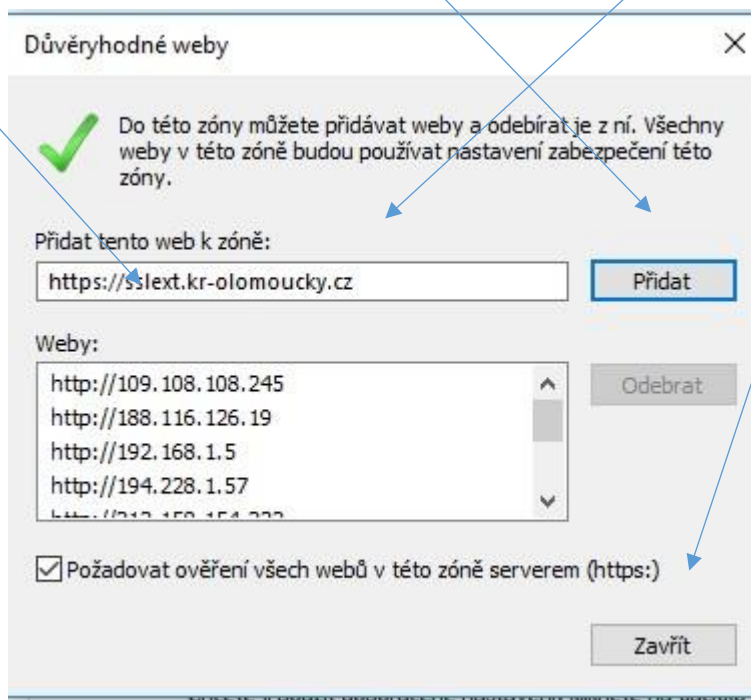 Důvěryhodné weby
Do této zóny můžete přidávat weby a odebírat je z ní. Všechny
weby v této zóně budou používat nastavení zabezpečení této
zóny.
Přidat tento web k zóně:
https://sslext.kr-olomoucky.cz
Přidat
Weby:
http://109.108.108.245
Odebrat
http://188.116.126.19
http://192.168.1.5
http://194.228.1.57
Požadovat ověření všech webů v této zóně serverem (https:)
Zavřít